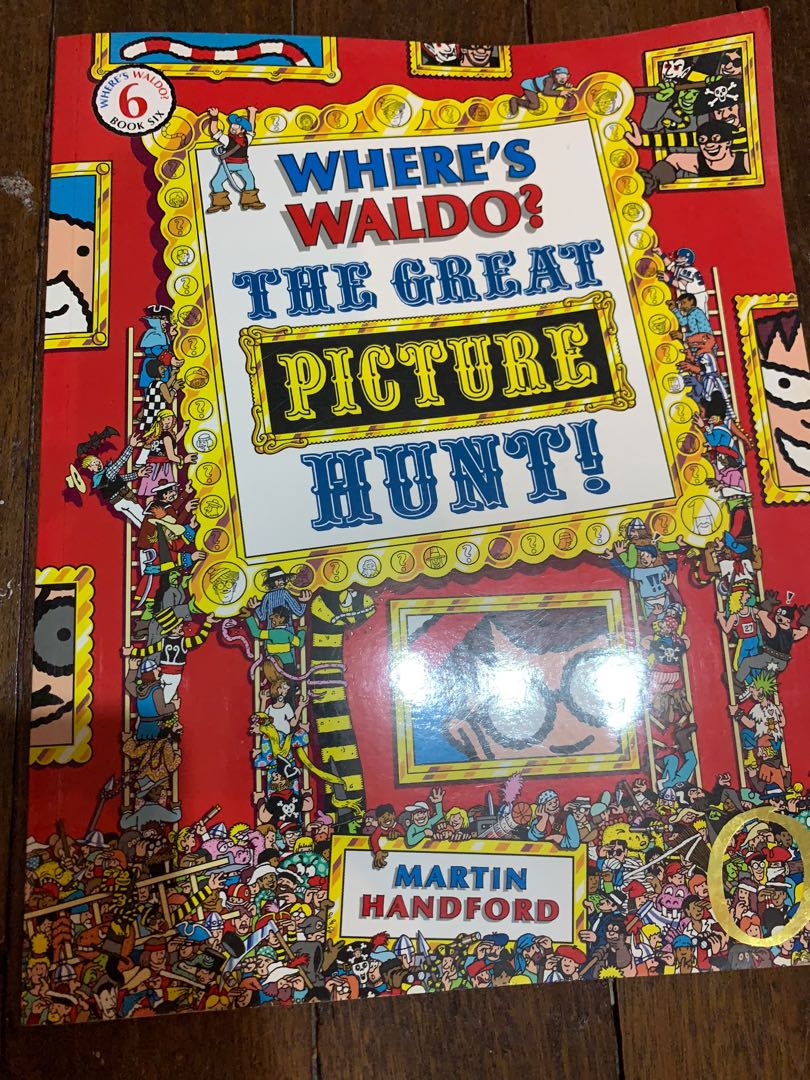 WHERE'S WALDO?
6
BOOK SIX
WHERE'S
WALDO?
THE GREAT
PICTURE
HUNT!
MARTIN
HANDFORD